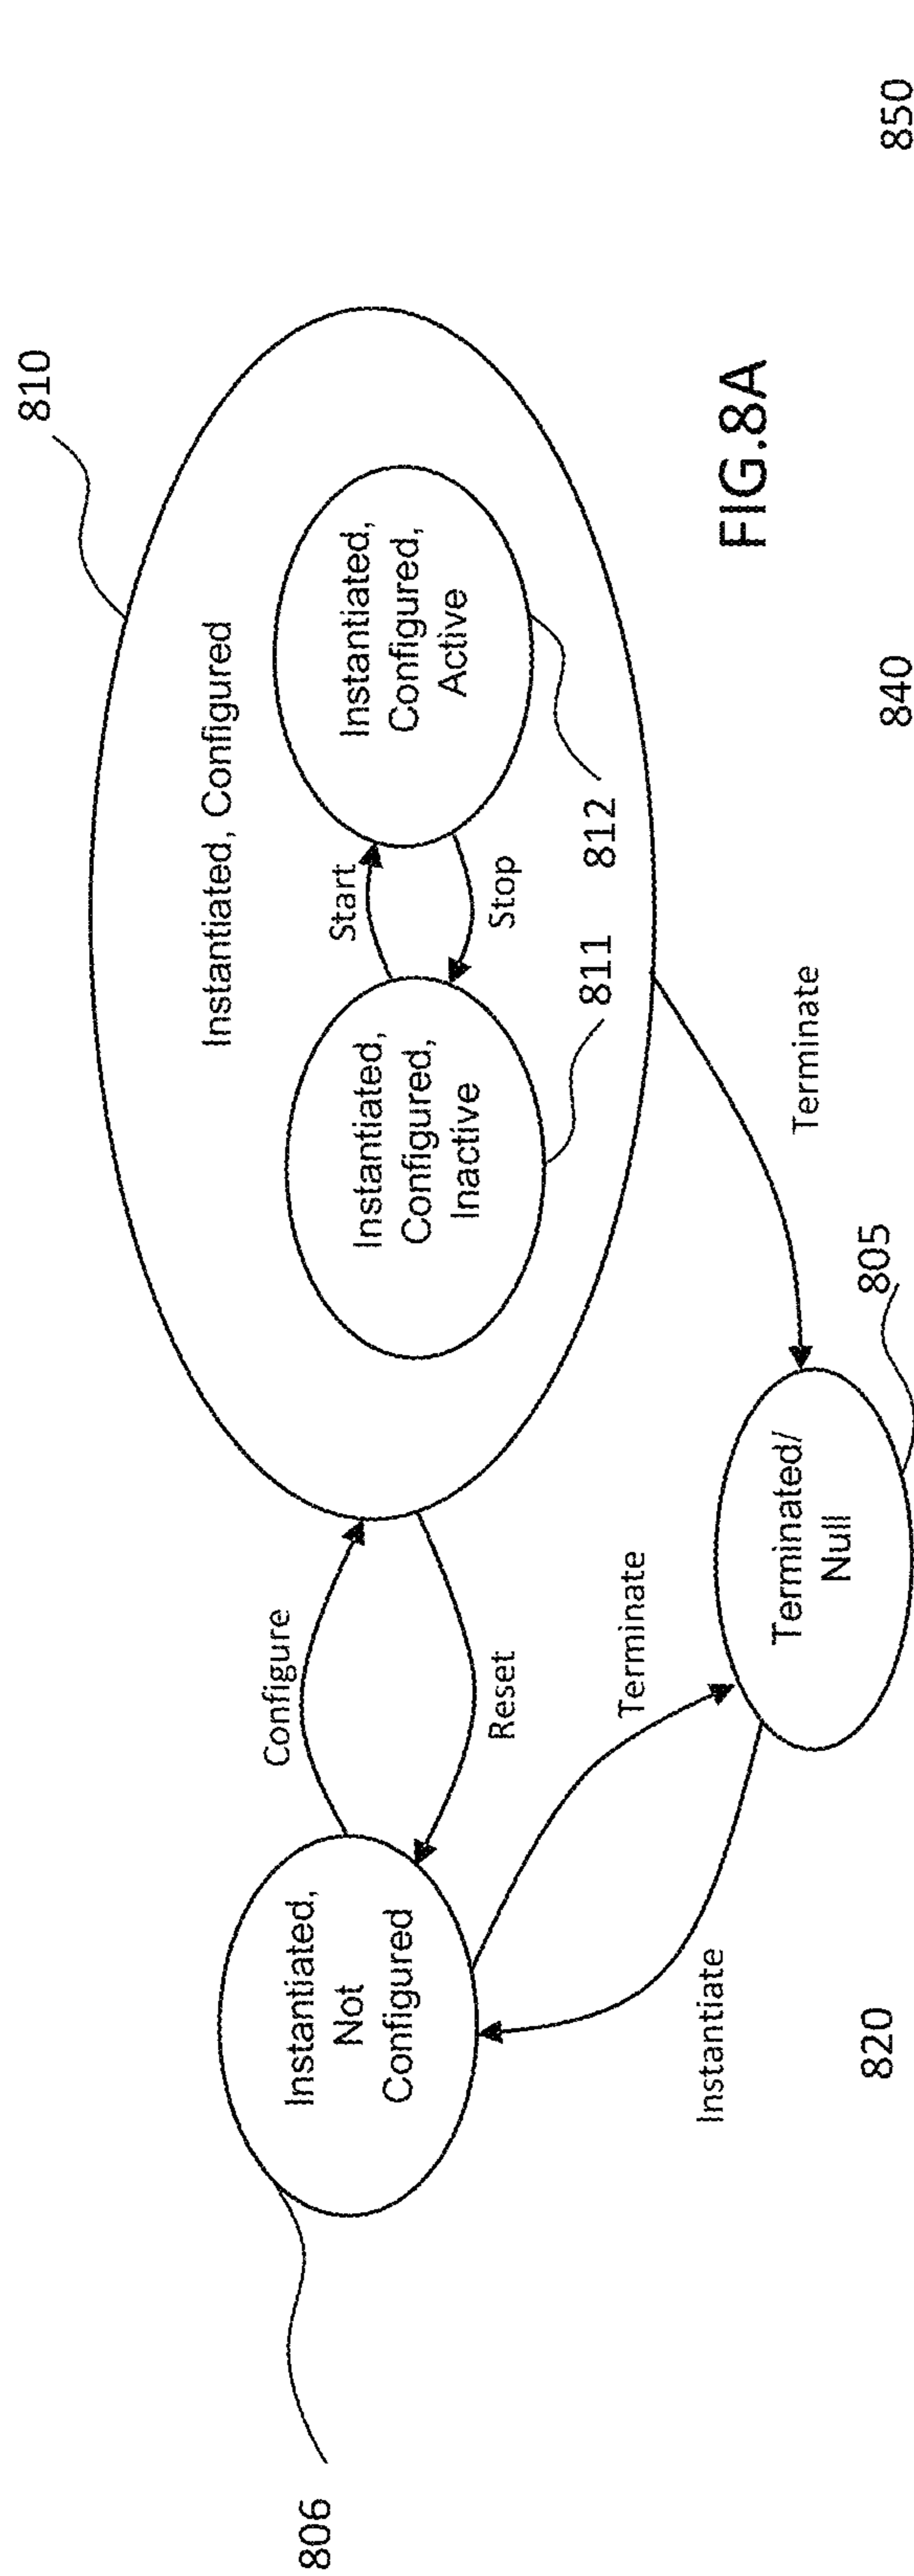 810
Instantiated, Configured
806
Instantiated,
Not
Configured
Configure
Reset
Instantiated,
Configured,
Inactive
811
Start
Stop
Instantiated,
Configured,
Active
812
Terminate
Instantiate
Terminated/
Null
805
Terminate
FIG.8A
820
840
850